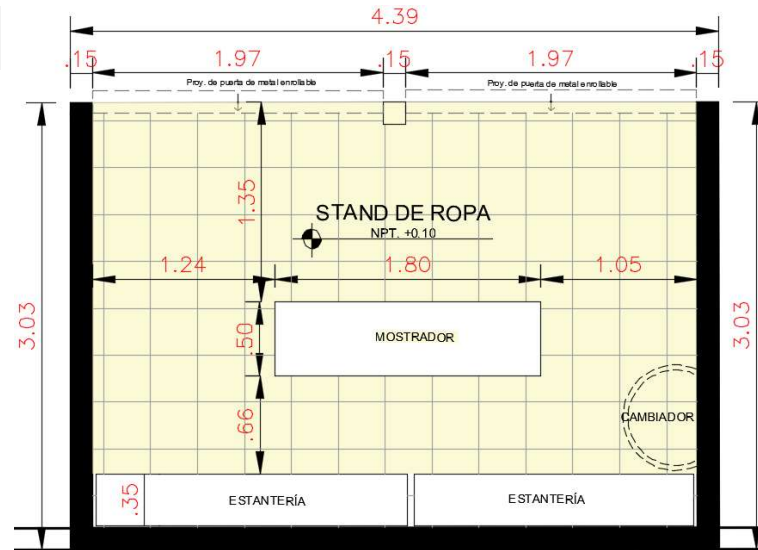 4.39
.15 1.97 .15 1.97 .15
Proy. de puerta de metal enrollable Proy. de puerta de metal enrollable
1.35
STAND DE ROPA
NPT. +0.10
1.24 1.80 1.05
3.03
3.03
.50
MOSTRADOR
.66
CAMBIADOR
.35
ESTANTERÍA
ESTANTERÍA